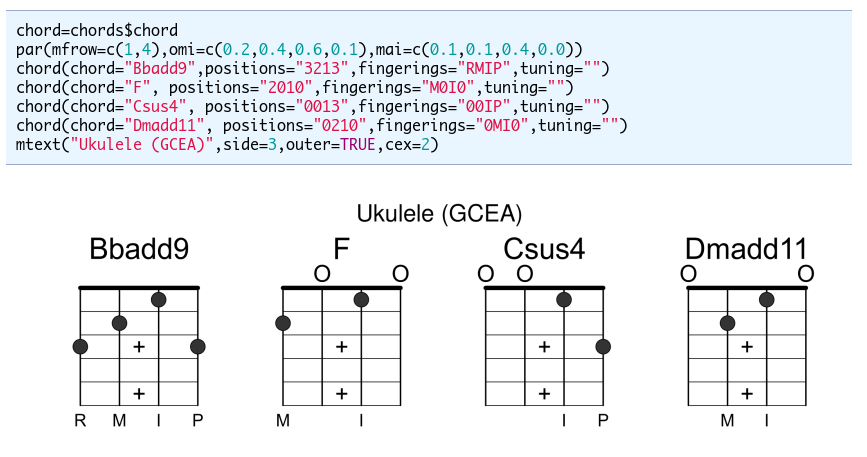 chord=chords$chord
par(mfrow=c(1,4),omi=c(0.2,0.4,0.6,0.1),mai=c(0.1,0.1,0.4,0.0))
chord(chord="Bbadd9",positions="3213",fingerings="RMIP",tuning="")
chord(chord="F", positions="2010",fingerings="M0I0",tuning="")
chord(chord="Csus4", positions="0013",fingerings="00IP",tuning="")
chord(chord="Dmadd11", positions="0210",fingerings="0MI0",tuning="")
mtext("Ukulele (GCEA)",side=3,outer=TRUE,cex=2)
Ukulele (GCEA)
Bbadd9 F Csus4 Dmadd11
O O O O O O
+ + + +
+ + + +
R M I P M I I P M I